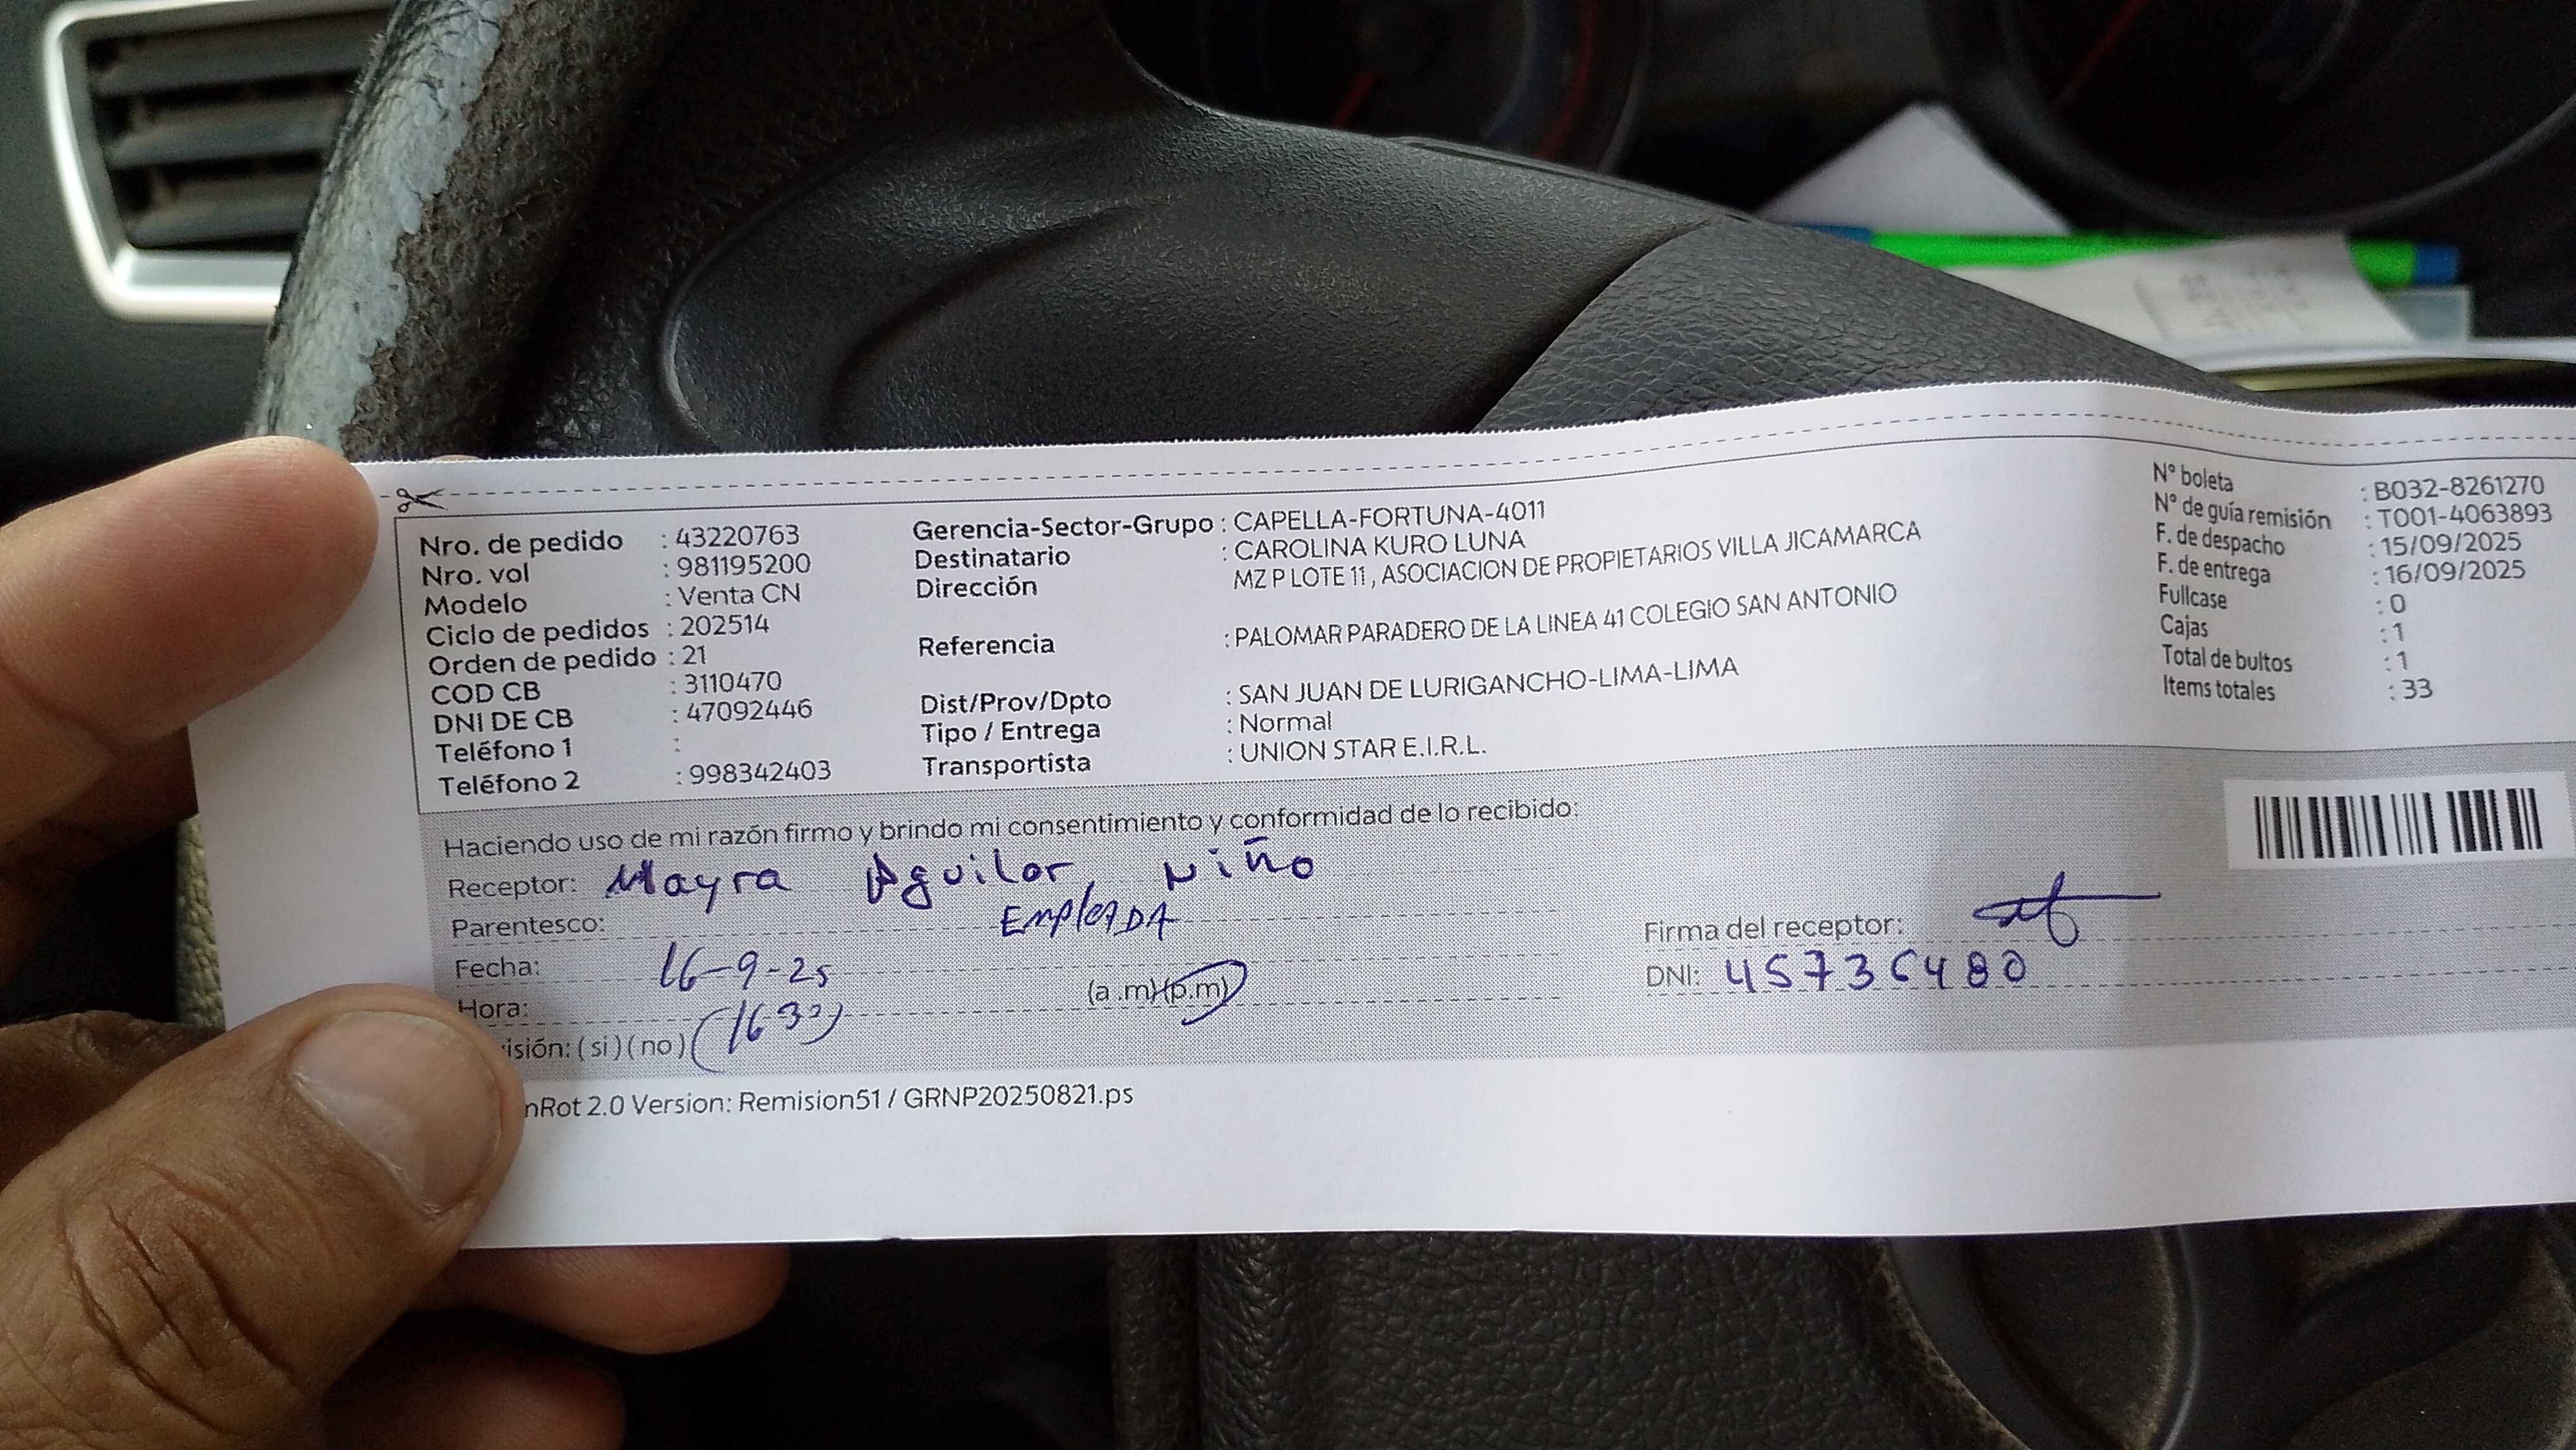 Nro. de pedido : 43220763
Nro. vol : 981195200
Modelo : Venta CN
Ciclo de pedidos : 202514
Orden de pedido : 21
COD CB : 3110470
DNI DE CB : 47092446
Teléfono 1 :
Teléfono 2 : 998342403
Gerencia-Sector-Grupo : CAPELLA-FORTUNA-4011
Destinatario : CAROLINA KURO LUNA
Dirección MZ P LOTE 11 , ASOCIACION DE PROPIETARIOS VILLA JICAMARCA
Referencia : PALOMAR PARADERO DE LA LINEA 41 COLEGIO SAN ANTONIO
Dist/Prov/Dpto : SAN JUAN DE LURIGANCHO-LIMA-LIMA
Tipo / Entrega : Normal
Transportista : UNION STAR E.I.R.L.
N° boleta : B032-8261270
N° de guía remisión : T001-4063893
F. de despacho : 15/09/2025
F. de entrega : 16/09/2025
Fullcase : 0
Cajas : 1
Total de bultos : 1
Items totales : 33
Haciendo uso de mi razón firmo y brindo mi consentimiento y conformidad de lo recibido:
Receptor: Mayra Aguilar Niño
Parentesco: EmpleADA
Fecha: 16-9-25
Hora: (1630) (a .m)(p.m)
isión: ( si ) ( no )
Firma del receptor:
DNI: 45736480
nRot 2.0 Version: Remision51 / GRNP20250821.ps